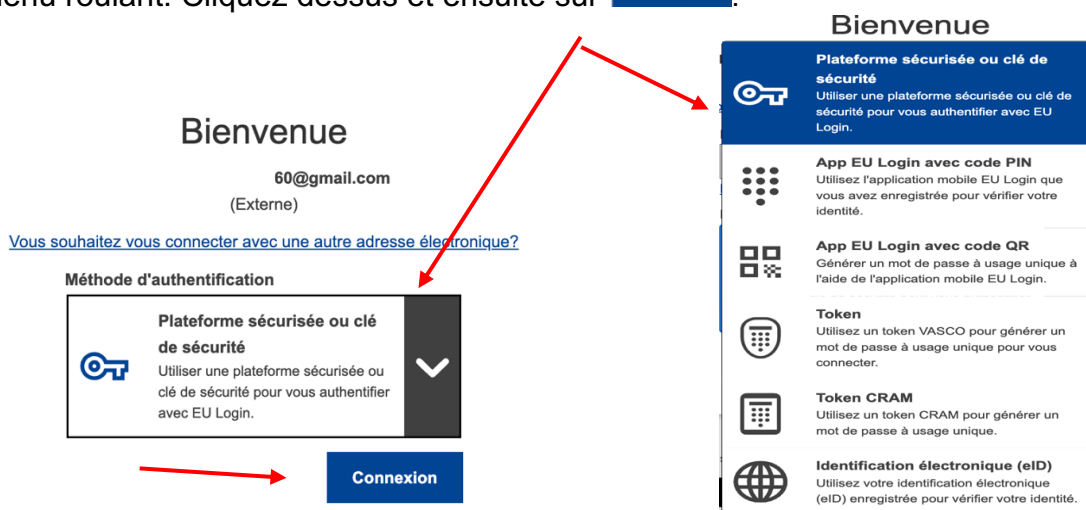 enu roulant. Cliquez dessus et ensuite sur .
Bienvenue
60@gmail.com
(Externe)
Vous souhaitez vous connecter avec une autre adresse électronique?
Méthode d'authentification
Plateforme sécurisée ou clé
de sécurité
Utiliser une plateforme sécurisée ou
clé de sécurité pour vous authentifier
avec EU Login.
Connexion
Bienvenue
Plateforme sécurisée ou clé de
sécurité
Utiliser une plateforme sécurisée ou clé de
sécurité pour vous authentifier avec EU
Login.
App EU Login avec code PIN
Utilisez l'application mobile EU Login que
vous avez enregistrée pour vérifier votre
identité.
App EU Login avec code QR
Générer un mot de passe à usage unique à
l'aide de l'application mobile EU Login.
Token
Utilisez un token VASCO pour générer un
mot de passe à usage unique pour vous
connecter.
Token CRAM
Utilisez un token CRAM pour générer un
mot de passe à usage unique.
Identification électronique (eID)
Utilisez votre identification électronique
(eID) enregistrée pour vérifier votre identité.